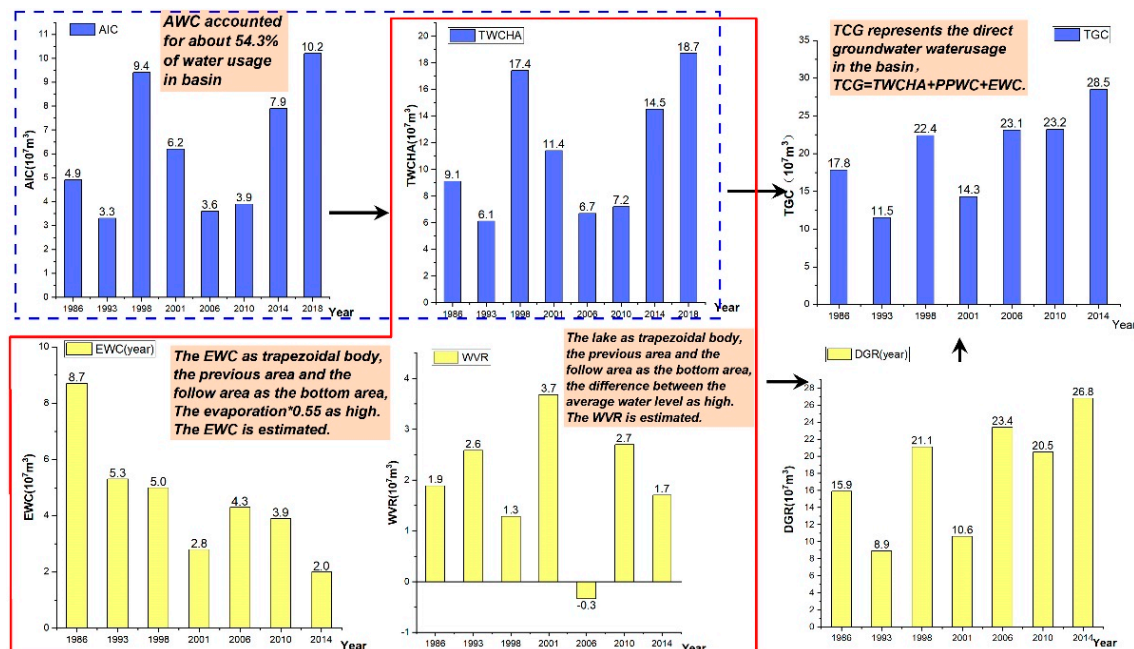 AIC
AWC accounted
for about 54.3%
of water usage
in basin
AIC(10⁷m³)
11
10
9
8
7
6
5
4
3
2
1
0
4.9
3.3
9.4
6.2
3.6
3.9
7.9
10.2
1986 1993 1998 2001 2006 2010 2014 2018 Year
TWCHA
TWCHA(10⁷m³)
20
18
16
14
12
10
8
6
4
2
0
9.1
6.1
17.4
11.4
6.7
7.2
14.5
18.7
1986 1993 1998 2001 2006 2010 2014 2018 Year
TCG represents the direct
groundwater waterusage
in the basin，
TCG=TWCHA+PPWC+EWC.
TGC
TGC（10⁷m³）
35
30
25
20
15
10
5
0
17.8
11.5
22.4
14.3
23.1
23.2
28.5
1986 1993 1998 2001 2006 2010 2014
Year
EWC(year)
The EWC as trapezoidal body,
the previous area and the
follow area as the bottom area,
The evaporation*0.55 as high.
The EWC is estimated.
EWC(10⁷m³)
10
8
6
4
2
0
8.7
5.3
5.0
2.8
4.3
3.9
2.0
1986 1993 1998 2001 2006 2010 2014 Year
WVR
The lake as trapezoidal body,
the previous area and the
follow area as the bottom area,
the difference between the
average water level as high.
The WVR is estimated.
WVR(10⁷m³)
4
3
2
1
0
-1
1.9
2.6
1.3
3.7
-0.3
2.7
1.7
1986 1993 1998 2001 2006 2010 2014 Year
DGR(year)
DGR(10⁷m³)
28
26
24
22
20
18
16
14
12
10
8
6
4
2
0
15.9
8.9
21.1
10.6
23.4
20.5
26.8
1986 1993 1998 2001 2006 2010 2014
Year